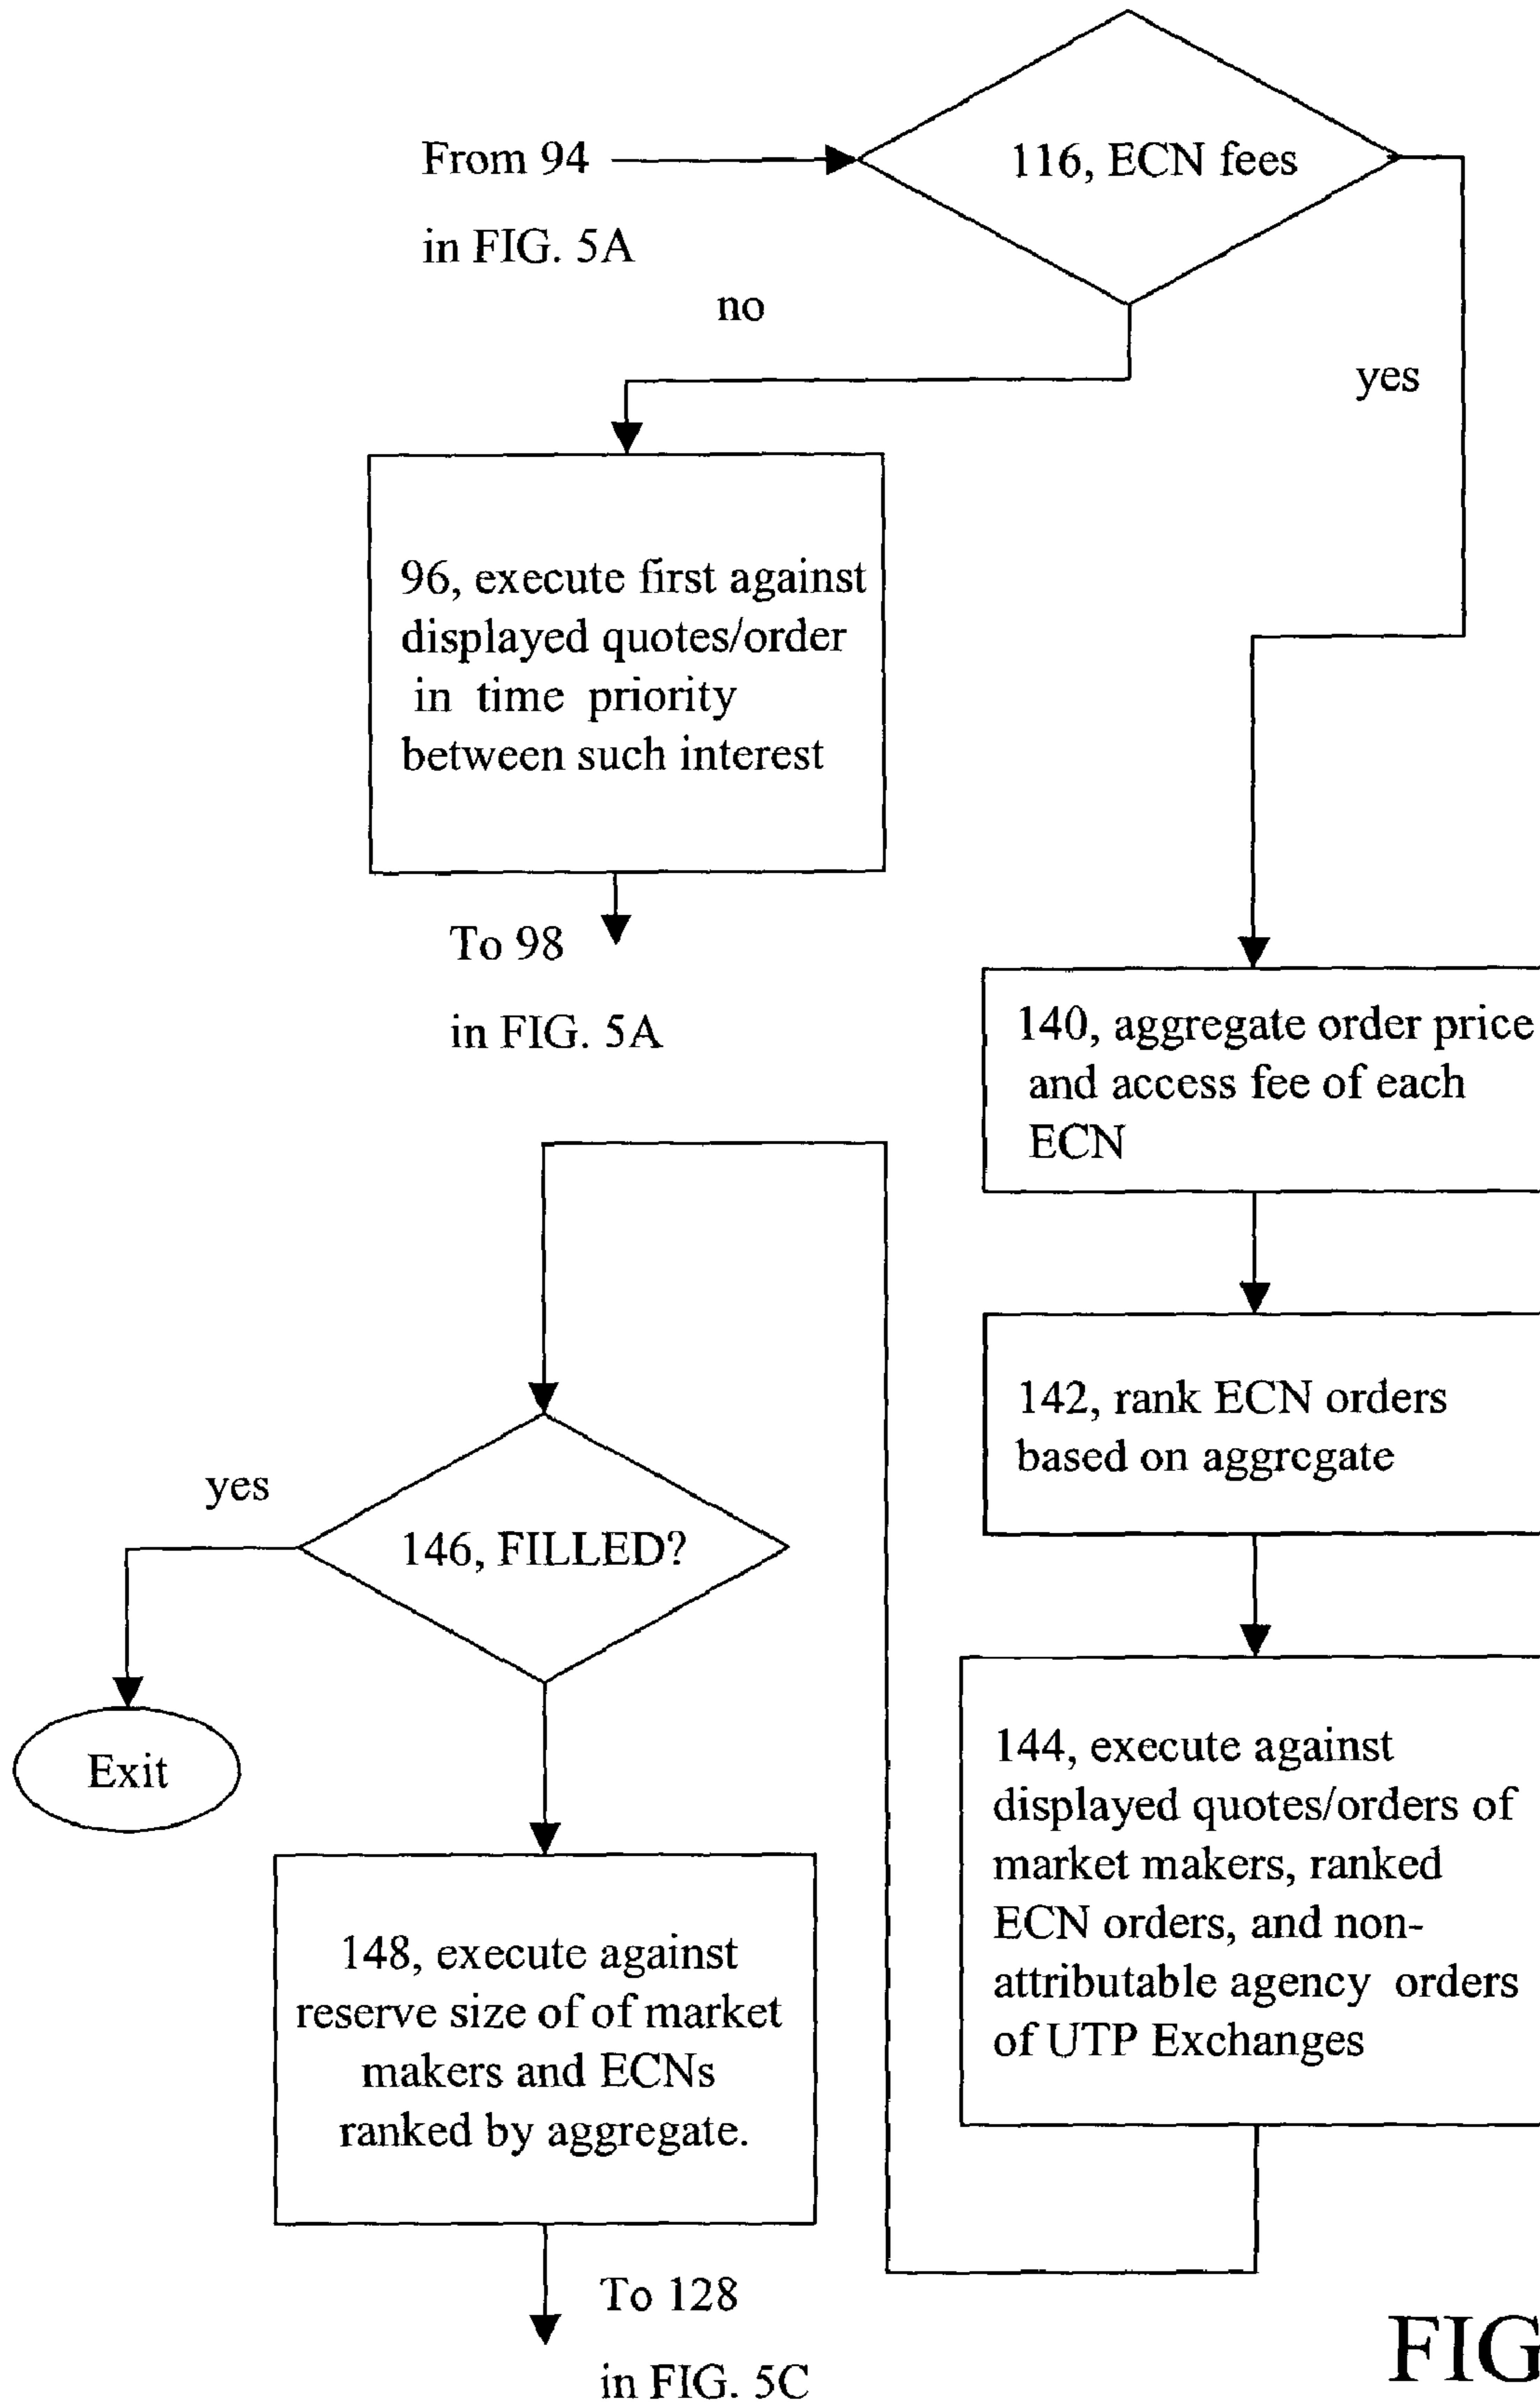 From 94
in FIG. 5A
116, ECN fees
no
yes
96, execute first against
displayed quotes/order
in time priority
between such interest
To 98
in FIG. 5A
140, aggregate order price
and access fee of each
ECN
142, rank ECN orders
based on aggregate
144, execute against
displayed quotes/orders of
market makers, ranked
ECN orders, and non-
attributable agency orders
of UTP Exchanges
146, FILLED?
yes
Exit
148, execute against
reserve size of of market
makers and ECNs
ranked by aggregate.
To 128
in FIG. 5C
FIG